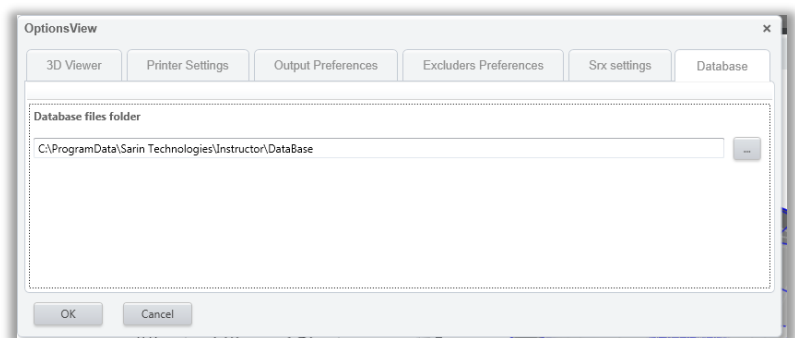 OptionsView ×
3D Viewer Printer Settings Output Preferences Excluders Preferences Srx settings Database
Database files folder
C:\ProgramData\Sarin Technologies\Instructor\DataBase ...
OK Cancel